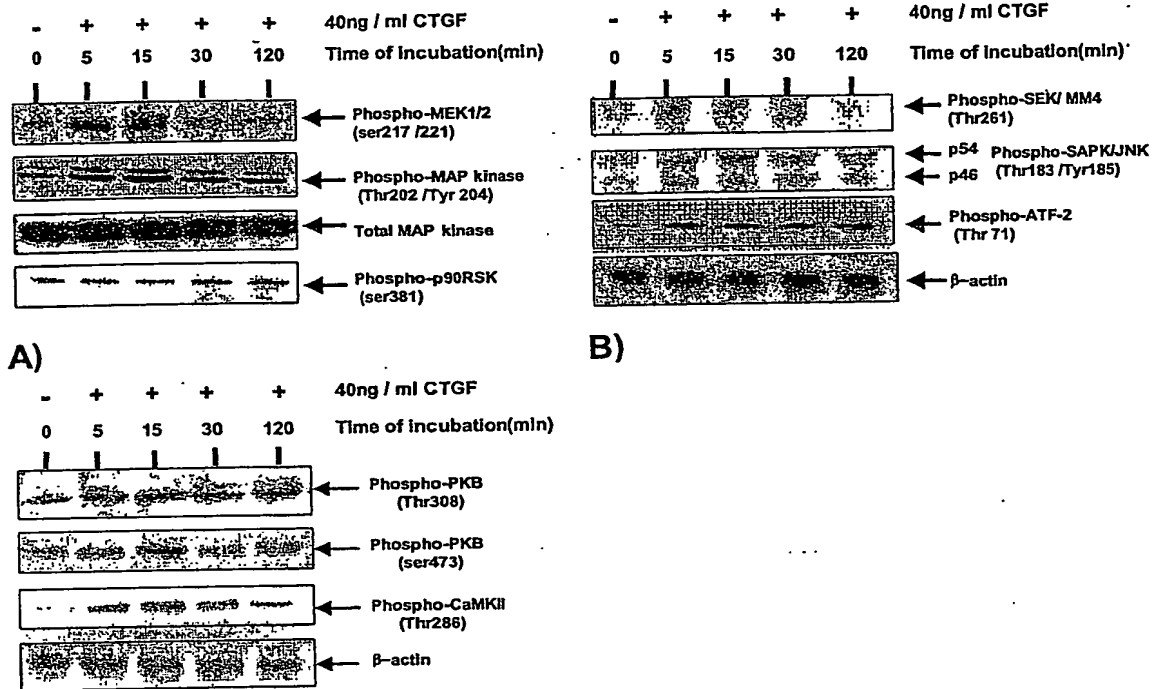 - + + + + 40ng / ml CTGF
0 5 15 30 120 Time of incubation(min)
Phospho-MEK1/2
(ser217 /221)
Phospho-MAP kinase
(Thr202 /Tyr 204)
Total MAP kinase
Phospho-p90RSK
(ser381)
A)
- + + + + 40ng / ml CTGF
0 5 15 30 120 Time of incubation(min)
Phospho-SEK/ MM4
(Thr261)
p54 Phospho-SAPK/JNK
p46 (Thr183 /Tyr185)
Phospho-ATF-2
(Thr 71)
β-actin
B)
- + + + + 40ng / ml CTGF
0 5 15 30 120 Time of incubation(min)
Phospho-PKB
(Thr308)
Phospho-PKB
(ser473)
Phospho-CaMKII
(Thr286)
β-actin